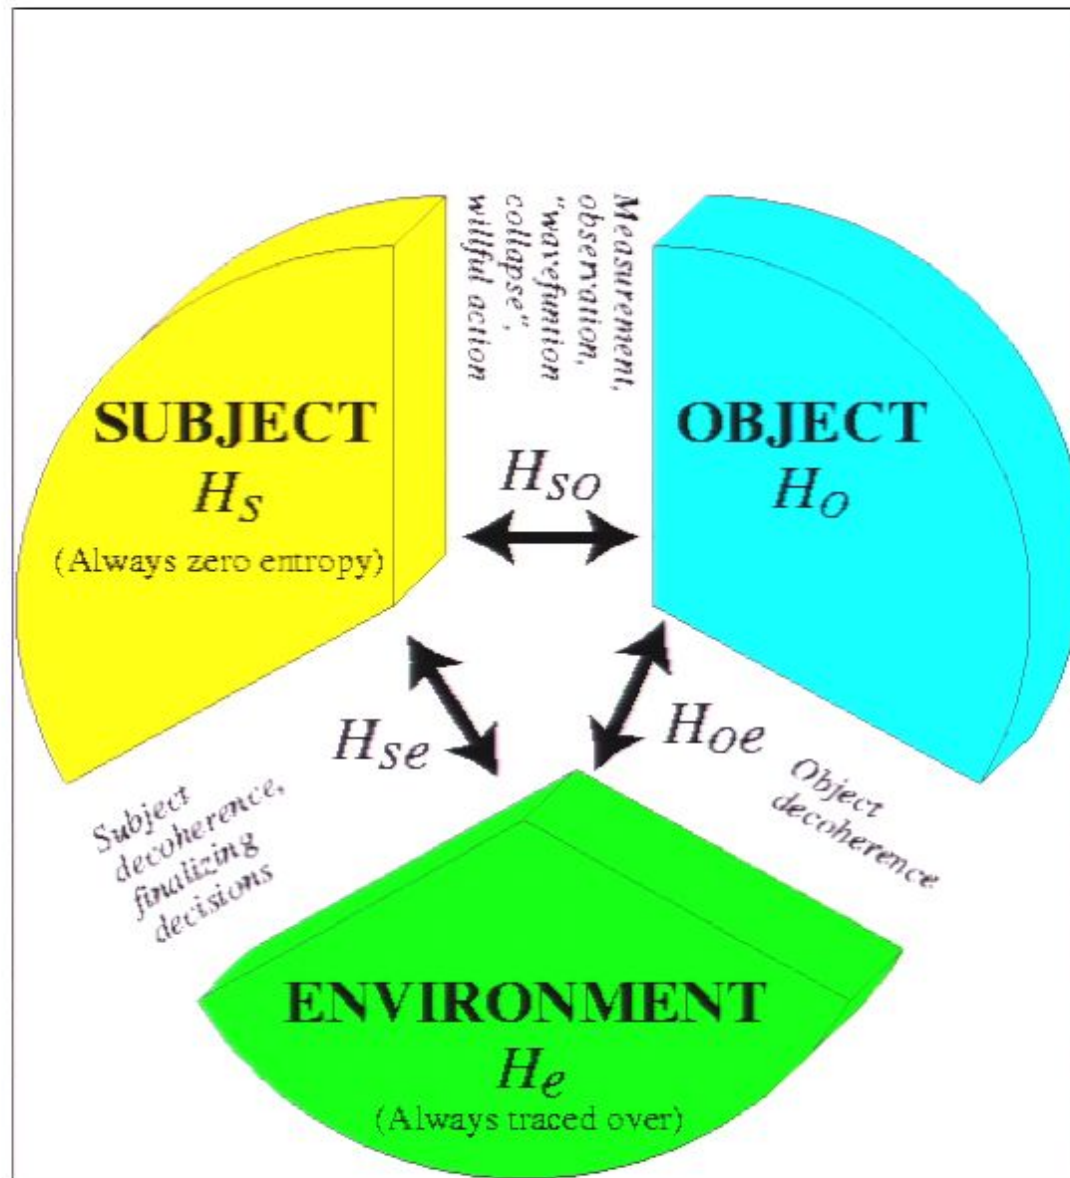 Measurement,
observation,
"wavefuntion
collapse",
willful action
SUBJECT
H_s
(Always zero entropy)
OBJECT
H_o
H_so
H_se
H_oe
Subject
decoherence,
finalizing
decisions
Object
decoherence
ENVIRONMENT
H_e
(Always traced over)